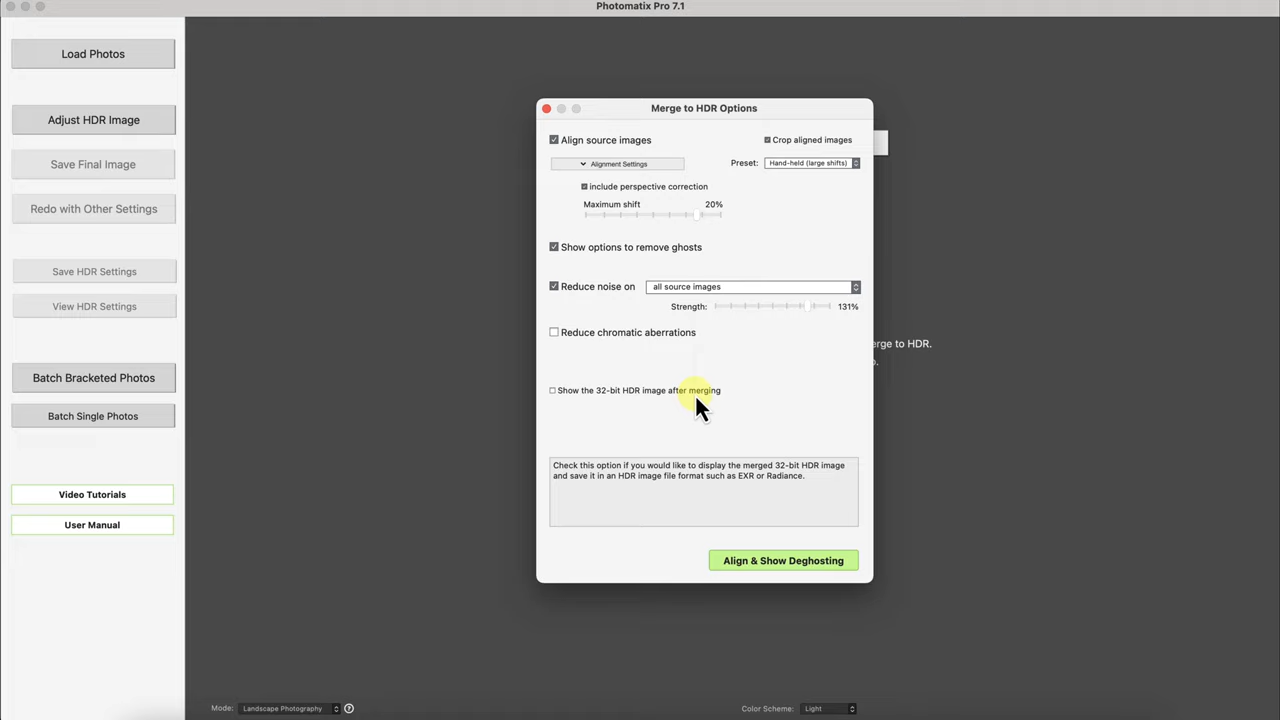 Photomatix Pro 7.1
Load Photos
Adjust HDR Image
Save Final Image
Redo with Other Settings
Save HDR Settings
View HDR Settings
Batch Bracketed Photos
Batch Single Photos
Video Tutorials
User Manual
Merge to HDR Options
Align source images
Crop aligned images
Alignment Settings
Preset: Hand-held (large shifts)
include perspective correction
Maximum shift 20%
Show options to remove ghosts
Reduce noise on all source images
Strength: 131%
Reduce chromatic aberrations
Show the 32-bit HDR image after merging
Check this option if you would like to display the merged 32-bit HDR image
and save it in an HDR image file format such as EXR or Radiance.
Align & Show Deghosting
erge to HDR.
Mode: Landscape Photography ?
Color Scheme: Light